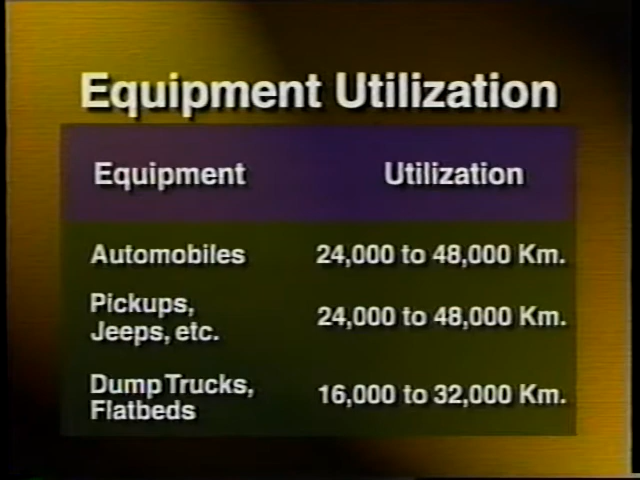 Equipment Utilization
Equipment Utilization
Automobiles 24,000 to 48,000 Km.
Pickups,
Jeeps, etc. 24,000 to 48,000 Km.
Dump Trucks,
Flatbeds 16,000 to 32,000 Km.